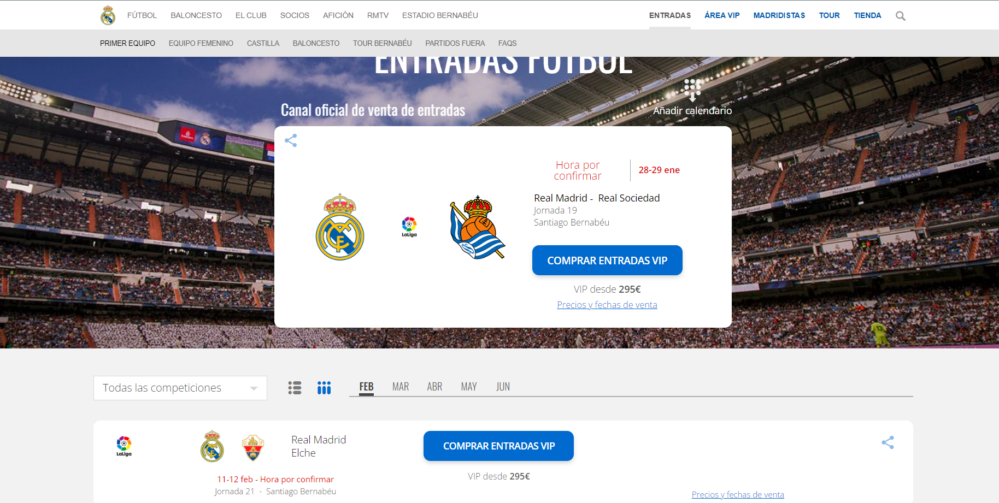 FÚTBOL BALONCESTO EL CLUB SOCIOS AFICIÓN RMTV ESTADIO BERNABÉU ENTRADAS ÁREA VIP MADRIDISTAS TOUR TIENDA
PRIMER EQUIPO EQUIPO FEMENINO CASTILLA BALONCESTO TOUR BERNABÉU PARTIDOS FUERA FAQS
ENTRADAS FÚTBOL
Canal oficial de venta de entradas
Añadir calendario
Hora por
confirmar
28-29 ene
Real Madrid - Real Sociedad
Jornada 19
Santiago Bernabéu
LaLiga
COMPRAR ENTRADAS VIP
VIP desde 295€
Precios y fechas de venta
Todas las competiciones
FEB MAR ABR MAY JUN
LaLiga
Real Madrid
Elche
COMPRAR ENTRADAS VIP
VIP desde 295€
11-12 feb - Hora por confirmar
Jornada 21 - Santiago Bernabéu
Precios y fechas de venta